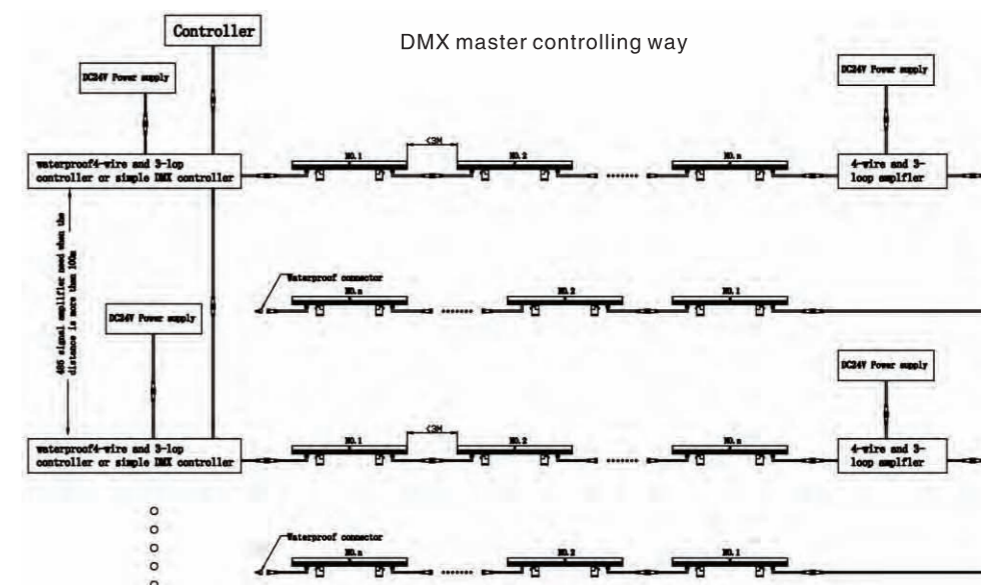 Controller
DMX master controlling way
DC24V Power supply
DC24V Power supply
waterproof4-wire and 3-lop
controller or simple DMX controller
NO.1
<3M
NO.2
NO.n
4-wire and 3-
loop amplfier
485 signal amplifier need when the
distance is more than 100m
Waterproof connector
NO.n
NO.2
NO.1
DC24V Power supply
DC24V Power supply
waterproof4-wire and 3-lop
controller or simple DMX controller
NO.1
<3M
NO.2
NO.n
4-wire and 3-
loop amplfier
Waterproof connector
NO.n
NO.2
NO.1